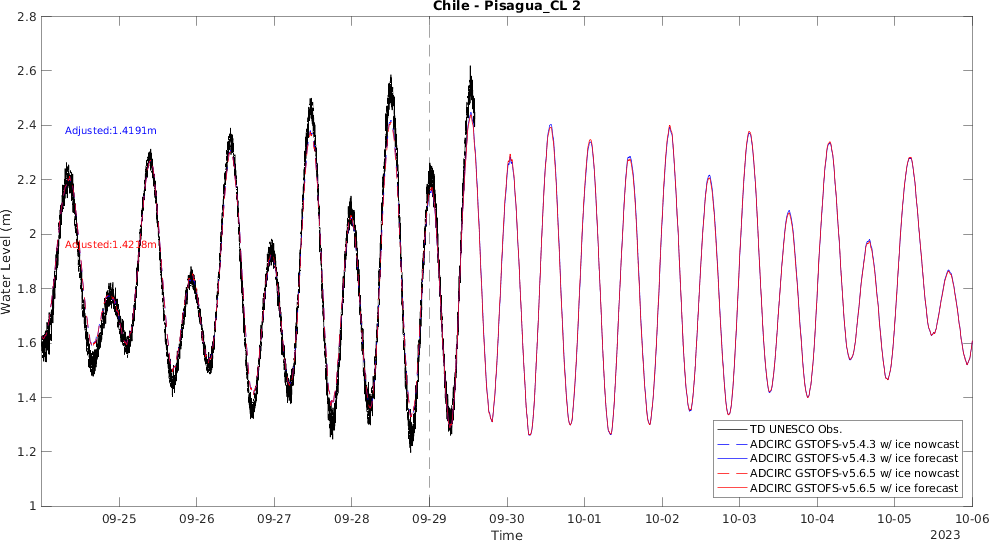 Chile - Pisagua_CL 2
2.8
2.6
2.4
2.2
2
1.8
1.6
1.4
1.2
1
Water Level (m)
Adjusted:1.4191m
Adjusted:1.4218m
TD UNESCO Obs.
ADCIRC GSTOFS-v5.4.3 w/ ice nowcast
ADCIRC GSTOFS-v5.4.3 w/ ice forecast
ADCIRC GSTOFS-v5.6.5 w/ ice nowcast
ADCIRC GSTOFS-v5.6.5 w/ ice forecast
09-25 09-26 09-27 09-28 09-29 09-30 10-01 10-02 10-03 10-04 10-05 10-06
Time
2023